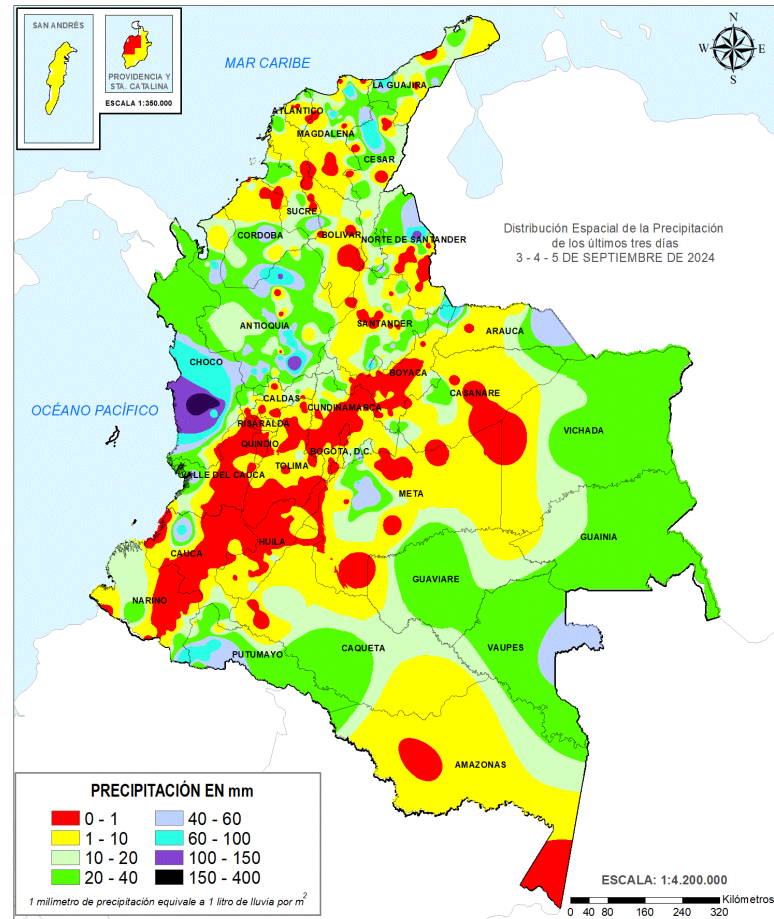 SAN ANDRÉS
PROVIDENCIA Y
STA. CATALINA
ESCALA 1:350.000
N
W E
S
MAR CARIBE
LA GUAJIRA
ATLANTICO
MAGDALENA
CESAR
SUCRE
CORDOBA
BOLIVAR
NORTE DE SANTANDER
Distribución Espacial de la Precipitación
de los últimos tres días
3 - 4 - 5 DE SEPTIEMBRE DE 2024
ANTIOQUIA
SANTANDER
ARAUCA
CHOCO
BOYACA
CASANARE
OCÉANO PACÍFICO
CALDAS
CUNDINAMARCA
RISARALDA
VICHADA
QUINDIO
BOGOTA, D.C.
TOLIMA
VALLE DEL CAUCA
META
GUAINIA
CAUCA
HUILA
GUAVIARE
NARIÑO
PUTUMAYO
CAQUETA
VAUPES
AMAZONAS
PRECIPITACIÓN EN mm
0 - 1
1 - 10
10 - 20
20 - 40
40 - 60
60 - 100
100 - 150
150 - 400
1 milímetro de precipitación equivale a 1 litro de lluvia por m²
ESCALA: 1:4.200.000
Kilómetros
0 40 80 160 240 320